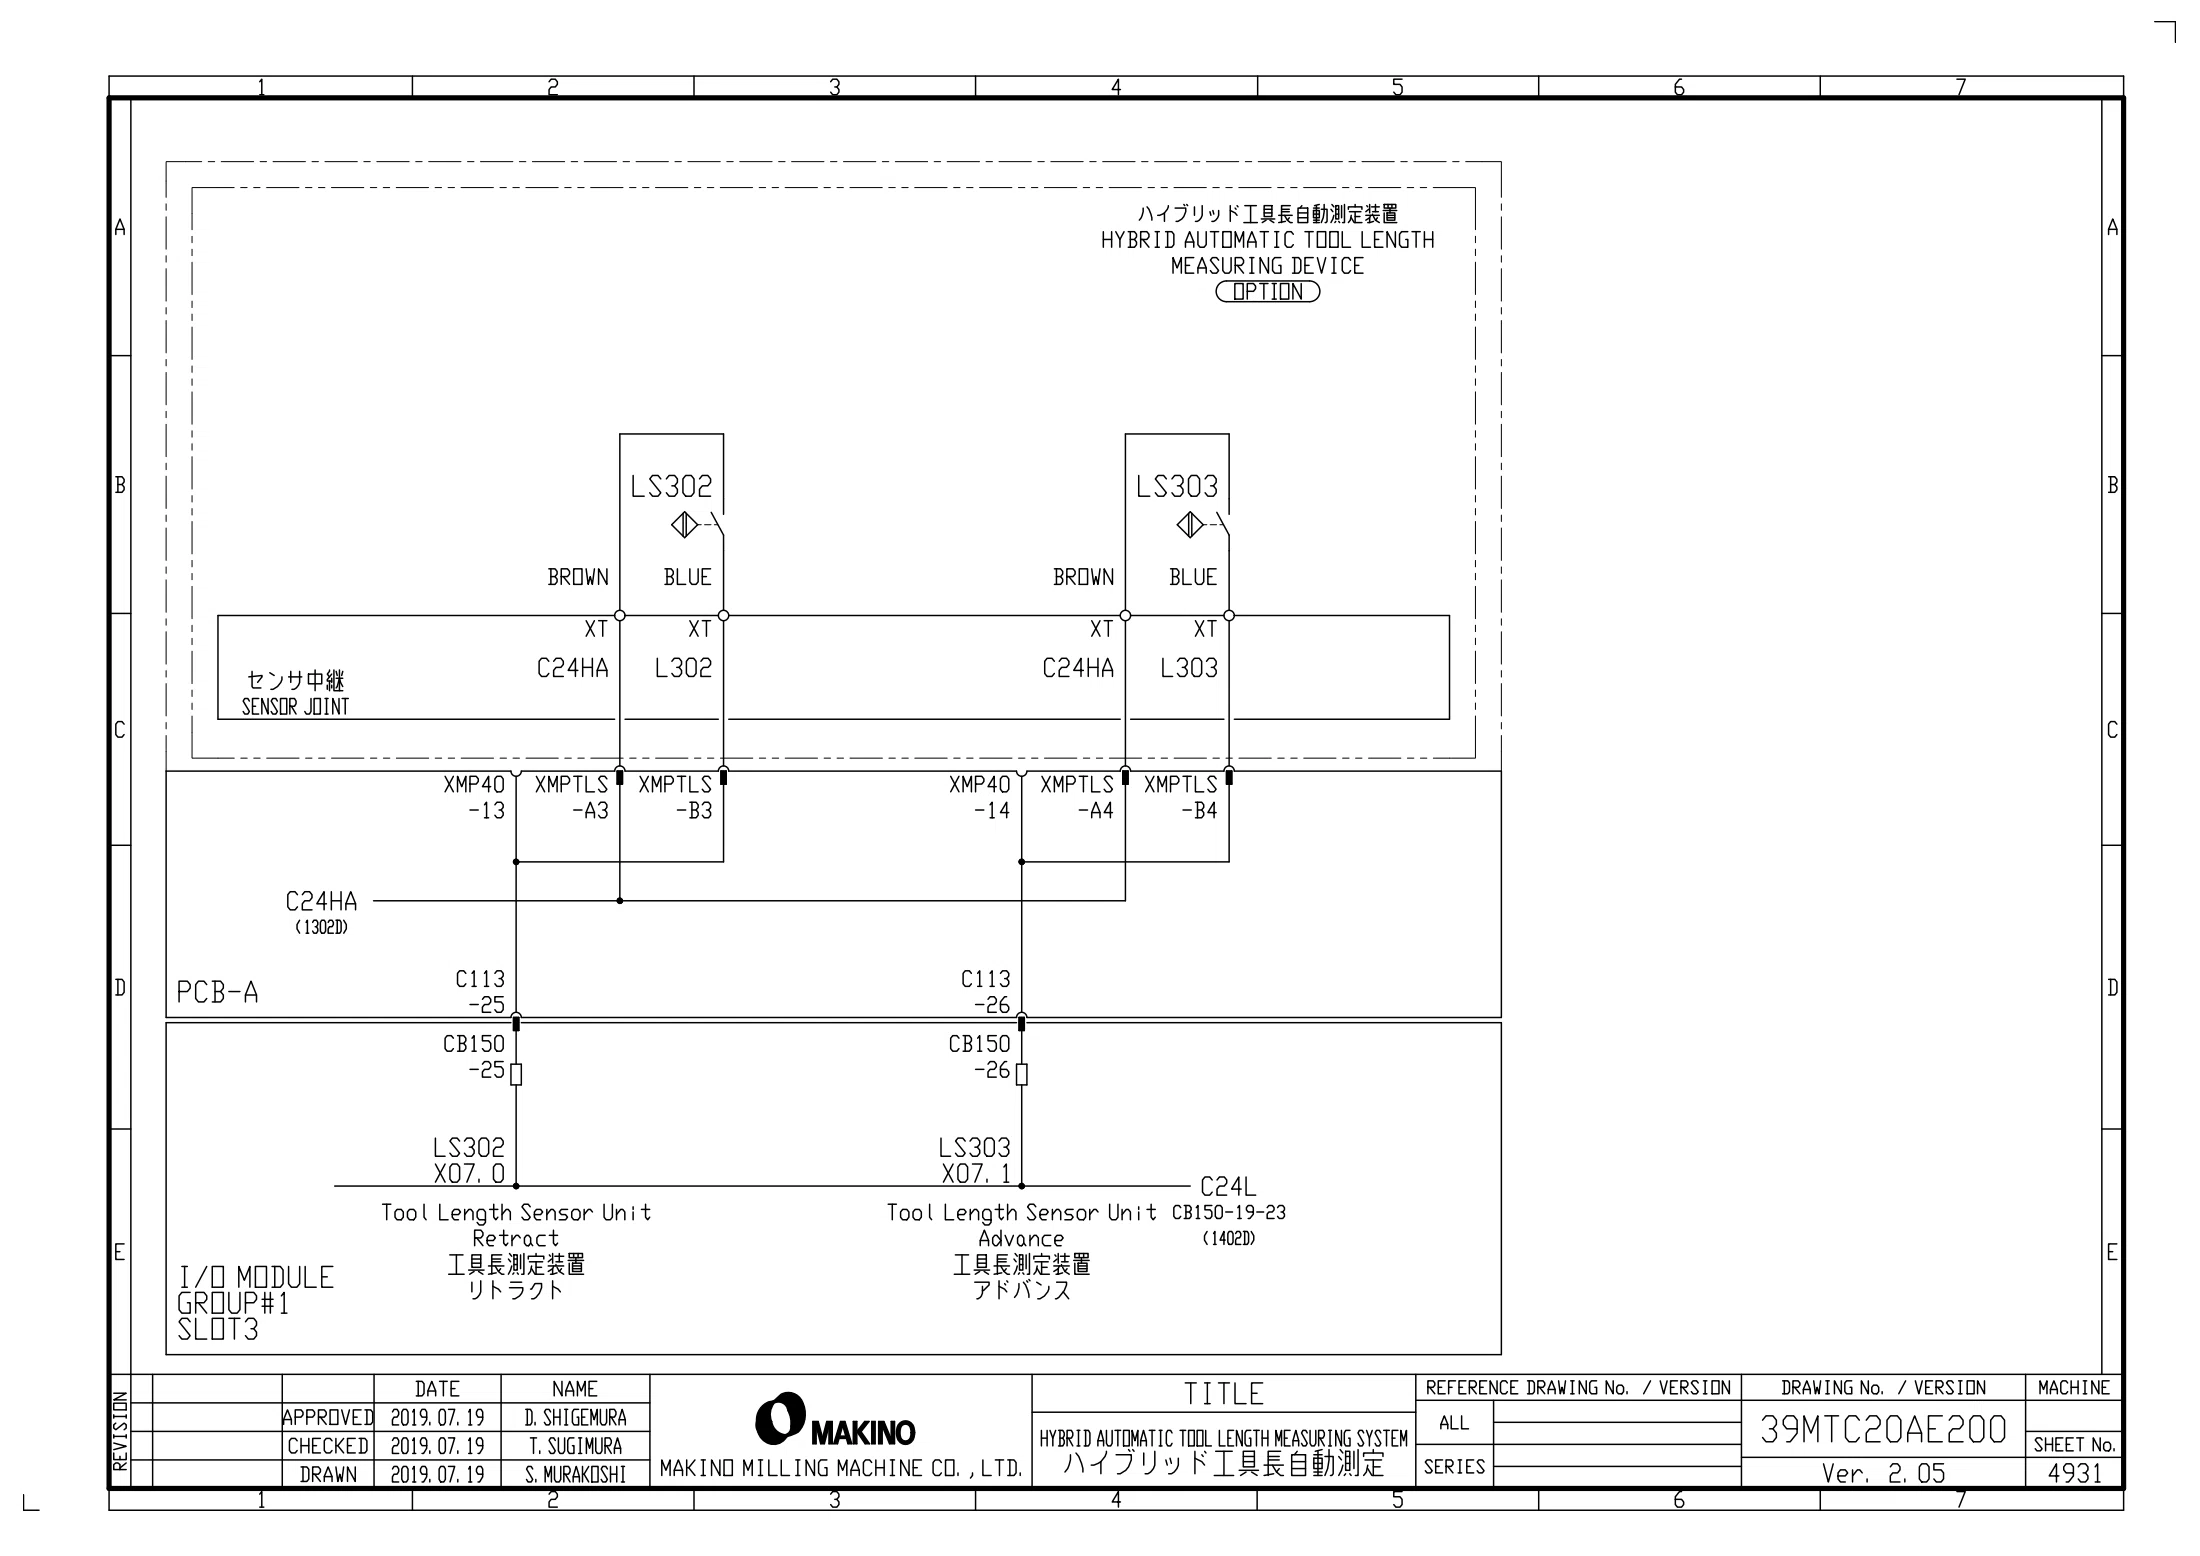 1 2 3 4 5 6 7
A A
ハイブリッド工具長自動測定装置
HYBRID AUTOMATIC TOOL LENGTH
MEASURING DEVICE
OPTION
B B
LS302 LS303
BROWN BLUE BROWN BLUE
XT XT XT XT
C24HA L302 C24HA L303
センサ中継
SENSOR JOINT
C C
XMP40 XMPTLS XMPTLS XMP40 XMPTLS XMPTLS
-13 -A3 -B3 -14 -A4 -B4
C24HA
(1302D)
C113 C113
-25 -26
PCB-A
D D
CB150 CB150
-25 -26
LS302 LS303
X07.0 X07.1
C24L
Tool Length Sensor Unit Tool Length Sensor Unit CB150-19-23
Retract Advance (1402D)
工具長測定装置 工具長測定装置
リトラクト アドバンス
E E
I/O MODULE
GROUP#1
SLOT3
REVISION
DATE NAME
APPROVED 2019.07.19 D. SHIGEMURA
CHECKED 2019.07.19 T. SUGIMURA
DRAWN 2019.07.19 S. MURAKOSHI
MAKINO
MAKINO MILLING MACHINE CO.,LTD.
TITLE
HYBRID AUTOMATIC TOOL LENGTH MEASURING SYSTEM
ハイブリッド工具長自動測定
REFERENCE DRAWING No. / VERSION
ALL
SERIES
DRAWING No. / VERSION
39MTC20AE200
Ver. 2.05
MACHINE
SHEET No.
4931
1 2 3 4 5 6 7